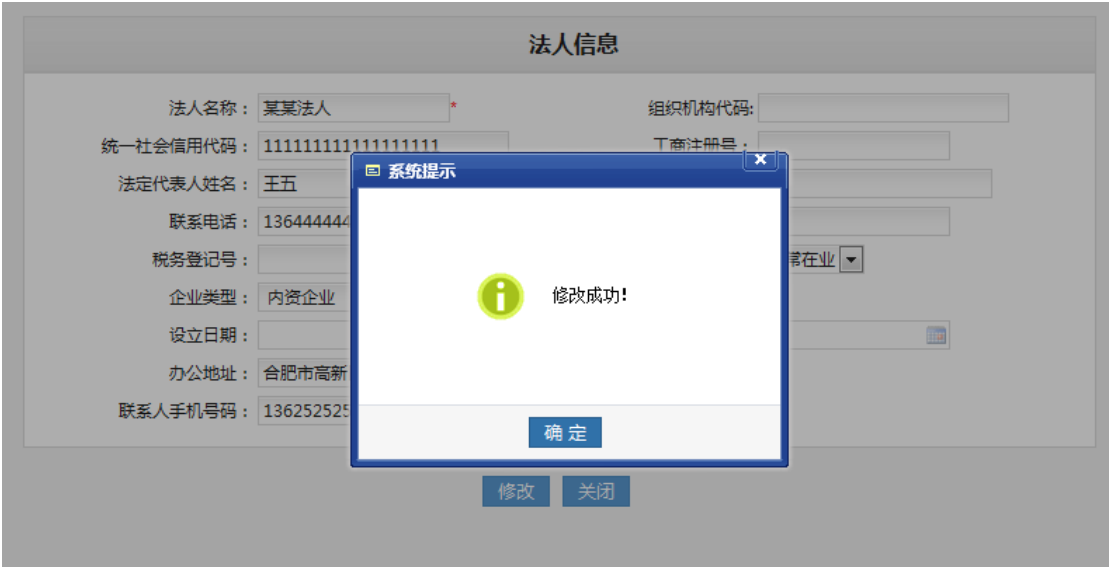 法人信息
法人名称： 某某法人 * 组织机构代码:
统一社会信用代码： 111111111111111111 工商注册号：
系统提示
法定代表人姓名： 王五
联系电话： 136444444
税务登记号： 常在业
企业类型： 内资企业
修改成功!
设立日期：
办公地址： 合肥市高新
联系人手机号码： 136252525
确 定
修改 关闭